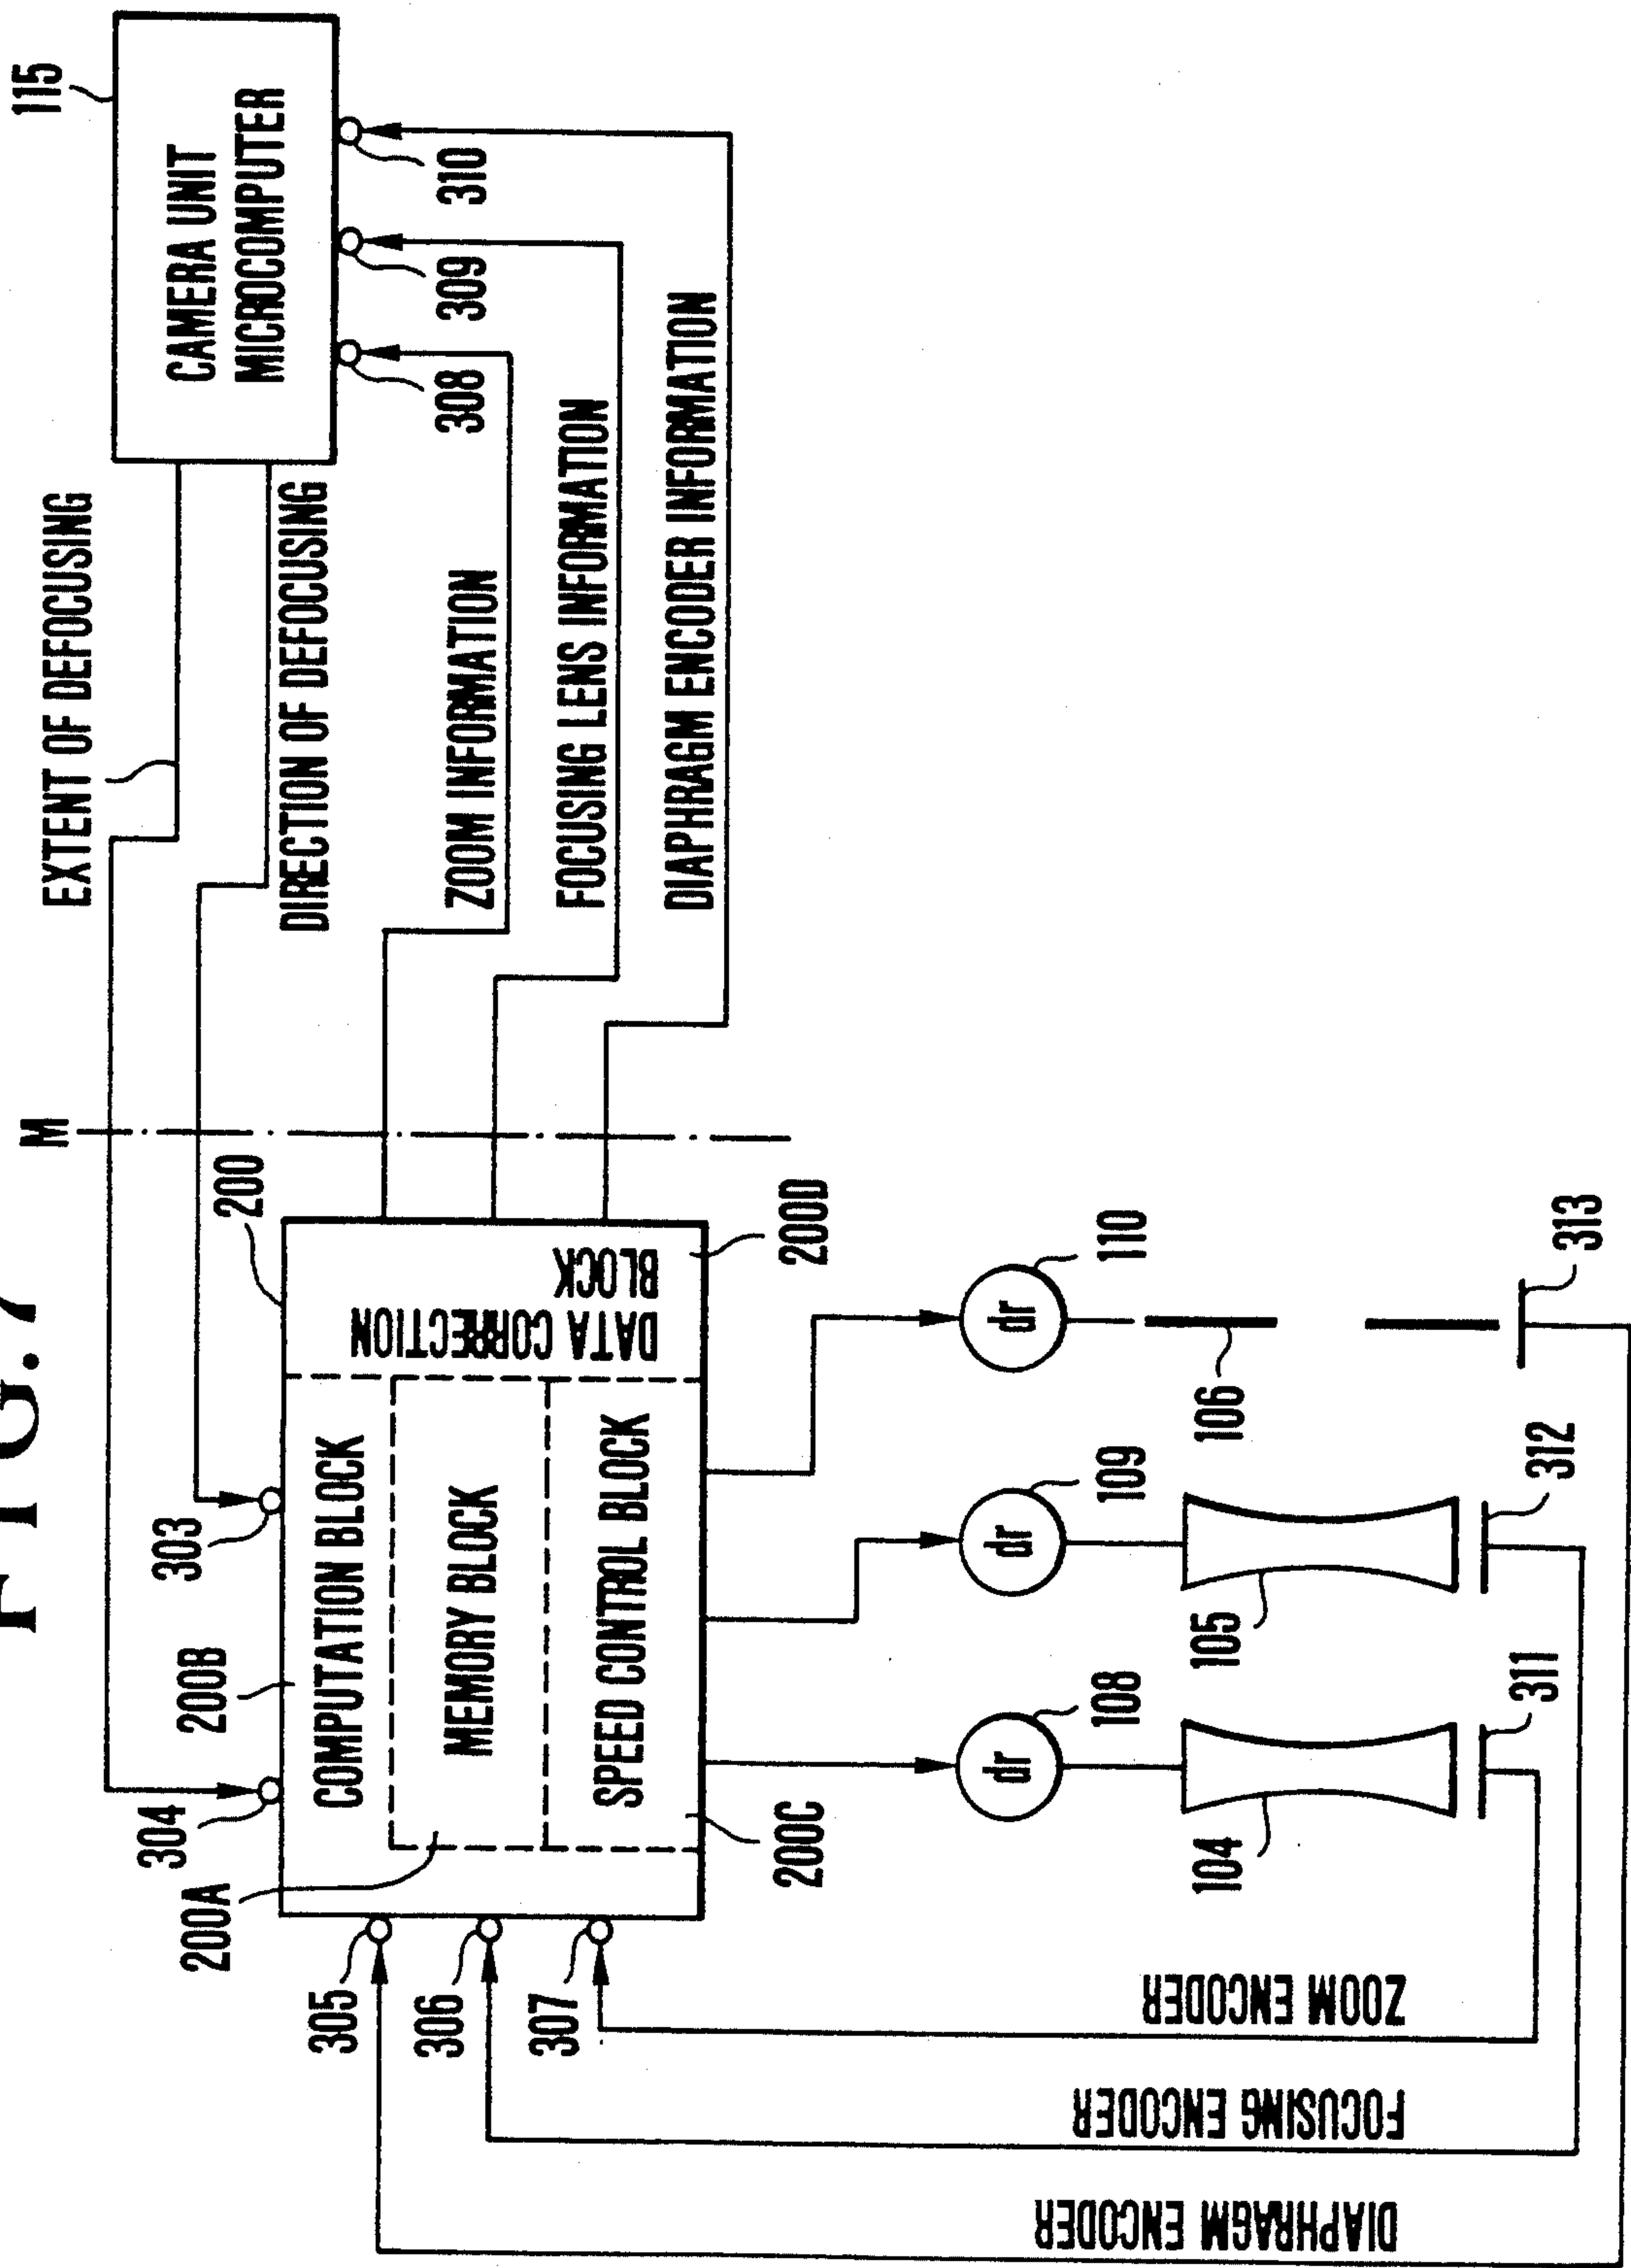 FIG.7
115
CAMERA UNIT
MICROCOMPUTER
310
309
308
EXTENT OF DEFOCUSING
DIRECTION OF DEFOCUSING
ZOOM INFORMATION
FOCUSING LENS INFORMATION
DIAPHRAGM ENCODER INFORMATION
M
200
303
304
200B
COMPUTATION BLOCK
200A
MEMORY BLOCK
SPEED CONTROL BLOCK
200C
DATA CORRECTION
BLOCK
200D
305
306
307
dr
108
dr
109
dr
110
104
105
106
311
312
313
ZOOM ENCODER
FOCUSING ENCODER
DIAPHRAGM ENCODER